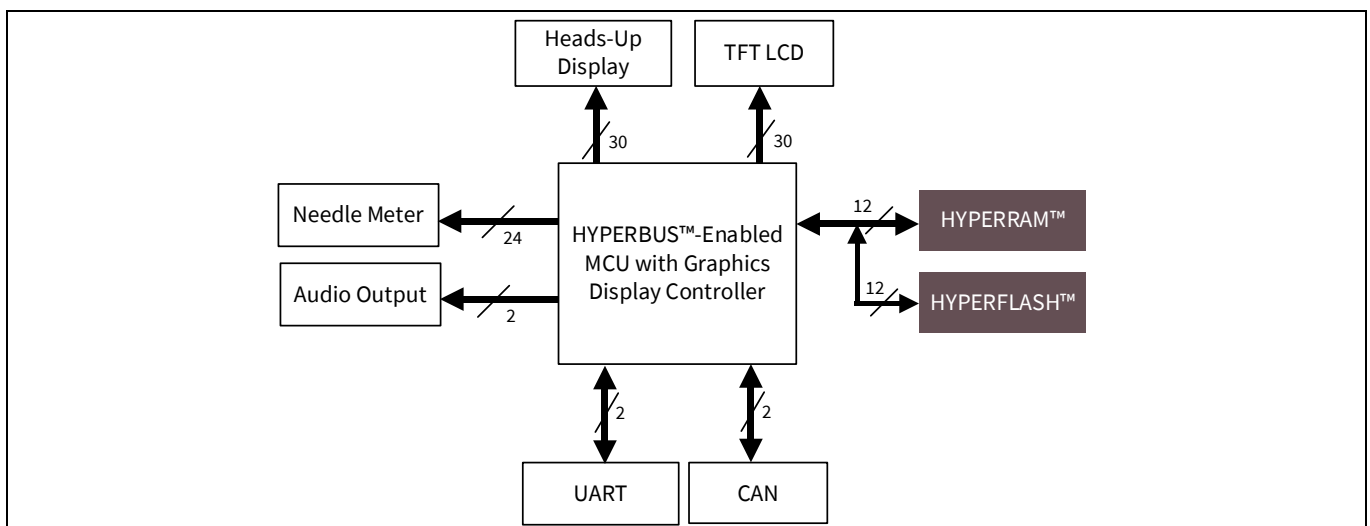 Heads-Up
Display
TFT LCD
30
30
Needle Meter
24
Audio Output
2
HYPERBUS™-Enabled
MCU with Graphics
Display Controller
12
HYPERRAM™
12
HYPERFLASH™
2
2
UART
CAN